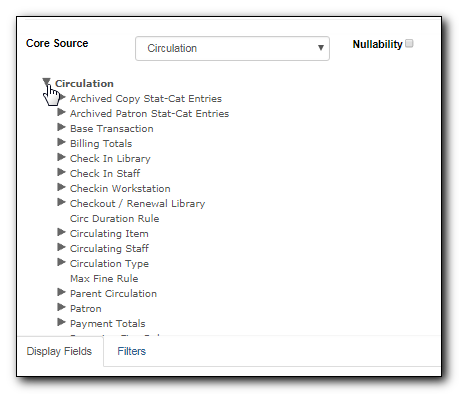 Core Source Circulation Nullability
Circulation
Archived Copy Stat-Cat Entries
Archived Patron Stat-Cat Entries
Base Transaction
Billing Totals
Check In Library
Check In Staff
Checkin Workstation
Checkout / Renewal Library
Circ Duration Rule
Circulating Item
Circulating Staff
Circulation Type
Max Fine Rule
Parent Circulation
Patron
Payment Totals
Display Fields Filters